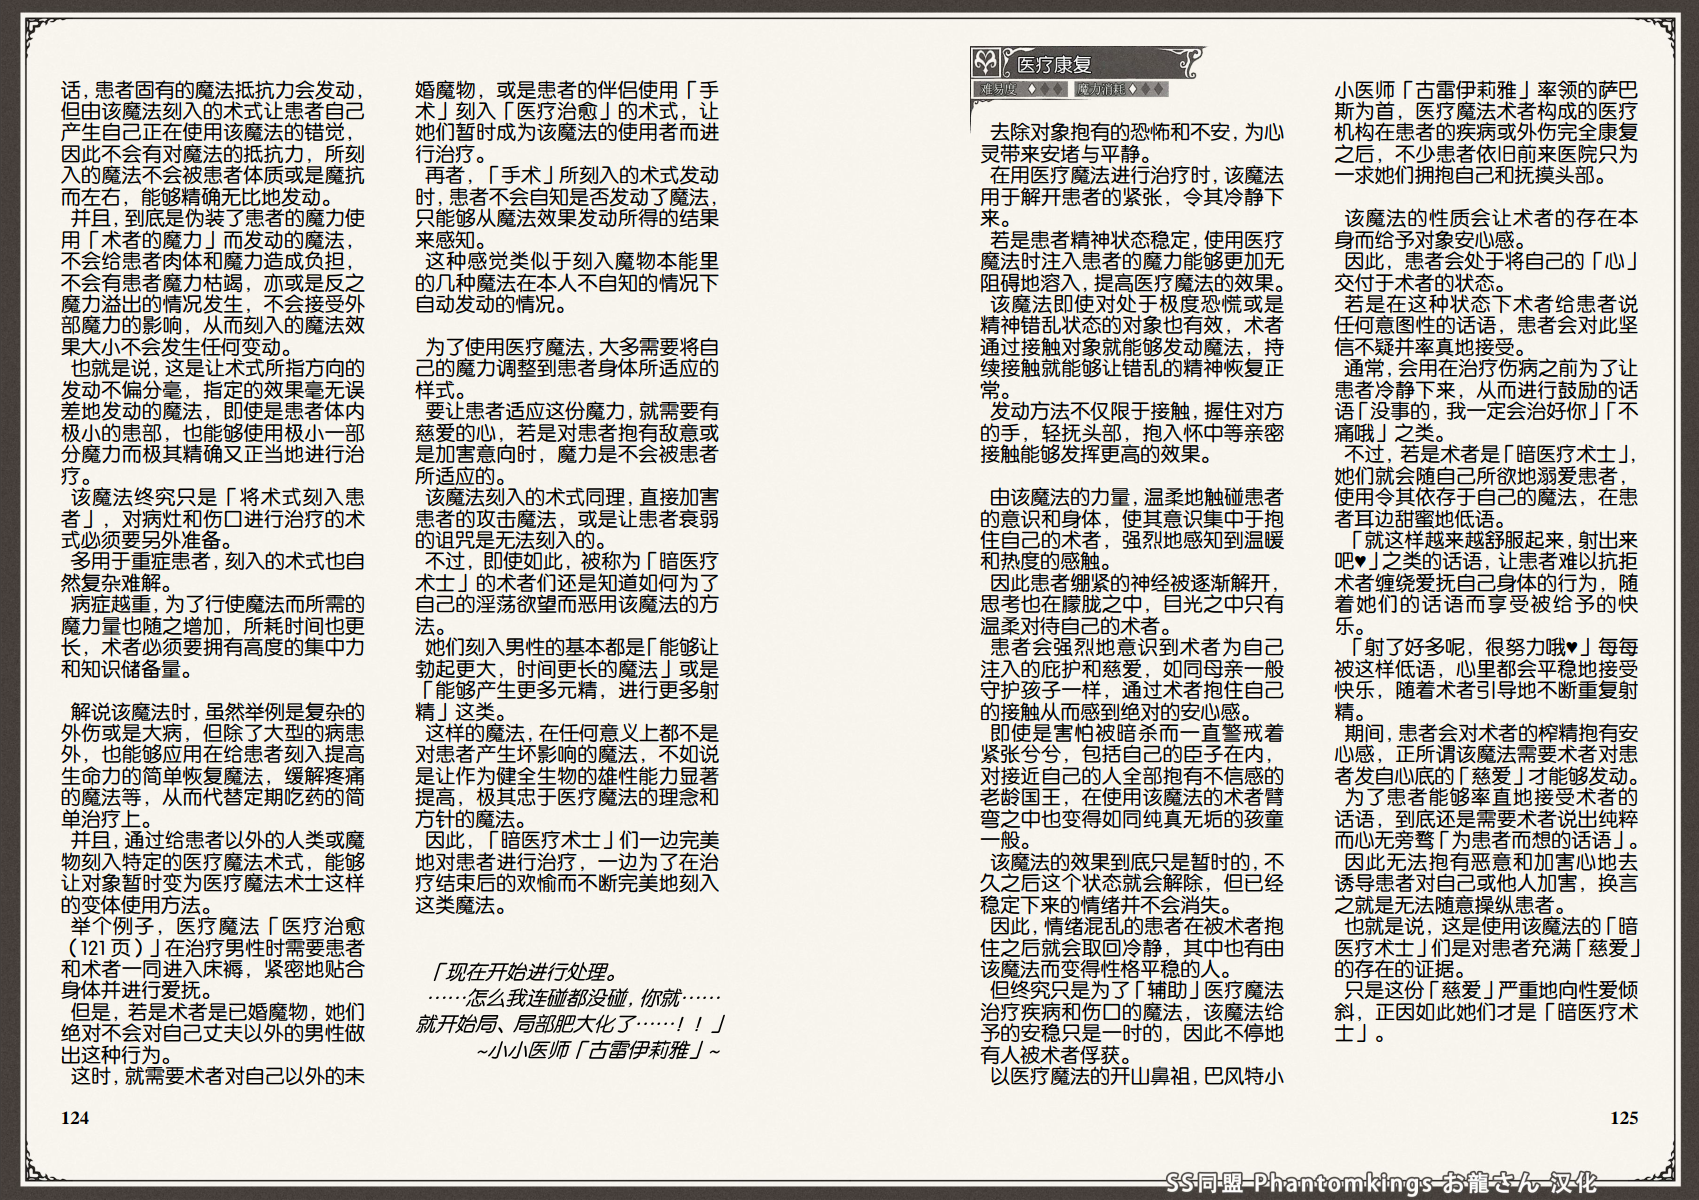 话，患者固有的魔法抵抗力会发动，
但由该魔法刻入的术式让患者自己
产生自己正在使用该魔法的错觉，
因此不会有对魔法的抵抗力，所刻
入的魔法不会被患者体质或是魔抗
而左右，能够精确无比地发动。
并且，到底是伪装了患者的魔力使
用「术者的魔力」而发动的魔法，
不会给患者肉体和魔力造成负担，
不会有患者魔力枯竭，亦或是反之
魔力溢出的情况发生，不会接受外
部魔力的影响，从而刻入的魔法效
果大小不会发生任何变动。
也就是说，这是让术式所指方向的
发动不偏分毫，指定的效果毫无误
差地发动的魔法，即使是患者体内
极小的患部，也能够使用极小一部
分魔力而极其精确又正当地进行治
疗。
该魔法终究只是「将术式刻入患
者」，对病灶和伤口进行治疗的术
式必须要另外准备。
多用于重症患者，刻入的术式也自
然复杂难解。
病症越重，为了行使魔法而所需的
魔力量也随之增加，所耗时间也更
长，术者必须要拥有高度的集中力
和知识储备量。
解说该魔法时，虽然举例是复杂的
外伤或是大病，但除了大型的病患
外，也能够应用在给患者刻入提高
生命力的简单恢复魔法，缓解疼痛
的魔法等，从而代替定期吃药的简
单治疗上。
并且，通过给患者以外的人类或魔
物刻入特定的医疗魔法术式，能够
让对象暂时变为医疗魔法术士这样
的变体使用方法。
举个例子，医疗魔法「医疗治愈
（121页）」在治疗男性时需要患者
和术者一同进入床褥，紧密地贴合
身体并进行爱抚。
但是，若是术者是已婚魔物，她们
绝对不会对自己丈夫以外的男性做
出这种行为。
这时，就需要术者对自己以外的未
婚魔物，或是患者的伴侣使用「手
术」刻入「医疗治愈」的术式，让
她们暂时成为该魔法的使用者而进
行治疗。
再者，「手术」所刻入的术式发动
时，患者不会自知是否发动了魔法，
只能够从魔法效果发动所得的结果
来感知。
这种感觉类似于刻入魔物本能里
的几种魔法在本人不自知的情况下
自动发动的情况。
为了使用医疗魔法，大多需要将自
己的魔力调整到患者身体所适应的
样式。
要让患者适应这份魔力，就需要有
慈爱的心，若是对患者抱有敌意或
是加害意向时，魔力是不会被患者
所适应的。
该魔法刻入的术式同理，直接加害
患者的攻击魔法，或是让患者衰弱
的诅咒是无法刻入的。
不过，即使如此，被称为「暗医疗
术士」的术者们还是知道如何为了
自己的淫荡欲望而恶用该魔法的方
法。
她们刻入男性的基本都是「能够让
勃起更大，时间更长的魔法」或是
「能够产生更多元精，进行更多射
精」这类。
这样的魔法，在任何意义上都不是
对患者产生坏影响的魔法，不如说
是让作为健全生物的雄性能力显著
提高，极其忠于医疗魔法的理念和
方针的魔法。
因此，「暗医疗术士」们一边完美
地对患者进行治疗，一边为了在治
疗结束后的欢愉而不断完美地刻入
这类魔法。
「现在开始进行处理。
……怎么我连碰都没碰，你就……
就开始局、局部肥大化了……！！」
~小小医师「古雷伊莉雅」~
124
医疗康复
难易度
魔力消耗
去除对象抱有的恐怖和不安，为心
灵带来安堵与平静。
在用医疗魔法进行治疗时，该魔法
用于解开患者的紧张，令其冷静下
来。
若是患者精神状态稳定，使用医疗
魔法时注入患者的魔力能够更加无
阻碍地溶入，提高医疗魔法的效果。
该魔法即使对处于极度恐慌或是
精神错乱状态的对象也有效，术者
通过接触对象就能够发动魔法，持
续接触就能够让错乱的精神恢复正
常。
发动方法不仅限于接触，握住对方
的手，轻抚头部，抱入怀中等亲密
接触能够发挥更高的效果。
由该魔法的力量，温柔地触碰患者
的意识和身体，使其意识集中于抱
住自己的术者，强烈地感知到温暖
和热度的感触。
因此患者绷紧的神经被逐渐解开，
思考也在朦胧之中，目光之中只有
温柔对待自己的术者。
患者会强烈地意识到术者为自己
注入的庇护和慈爱，如同母亲一般
守护孩子一样，通过术者抱住自己
的接触从而感到绝对的安心感。
即使是害怕被暗杀而一直警戒着
紧张兮兮，包括自己的臣子在内，
对接近自己的人全部抱有不信感的
老龄国王，在使用该魔法的术者臂
弯之中也变得如同纯真无垢的孩童
一般。
该魔法的效果到底只是暂时的，不
久之后这个状态就会解除，但已经
稳定下来的情绪并不会消失。
因此，情绪混乱的患者在被术者抱
住之后就会取回冷静，其中也有由
该魔法而变得性格平稳的人。
但终究只是为了「辅助」医疗魔法
治疗疾病和伤口的魔法，该魔法给
予的安稳只是一时的，因此不停地
有人被术者俘获。
以医疗魔法的开山鼻祖，巴风特小
小医师「古雷伊莉雅」率领的萨巴
斯为首，医疗魔法术者构成的医疗
机构在患者的疾病或外伤完全康复
之后，不少患者依旧前来医院只为
一求她们拥抱自己和抚摸头部。
该魔法的性质会让术者的存在本
身而给予对象安心感。
因此，患者会处于将自己的「心」
交付于术者的状态。
若是在这种状态下术者给患者说
任何意图性的话语，患者会对此坚
信不疑并率真地接受。
通常，会用在治疗伤病之前为了让
患者冷静下来，从而进行鼓励的话
语「没事的，我一定会治好你」「不
痛哦」之类。
不过，若是术者是「暗医疗术士」，
她们就会随自己所欲地溺爱患者，
使用令其依存于自己的魔法，在患
者耳边甜蜜地低语。
「就这样越来越舒服起来，射出来
吧♥」之类的话语，让患者难以抗拒
术者缠绕爱抚自己身体的行为，随
着她们的话语而享受被给予的快
乐。
「射了好多呢，很努力哦♥」每每
被这样低语，心里都会平稳地接受
快乐，随着术者引导地不断重复射
精。
期间，患者会对术者的榨精抱有安
心感，正所谓该魔法需要术者对患
者发自心底的「慈爱」才能够发动。
为了患者能够率直地接受术者的
话语，到底还是需要术者说出纯粹
而心无旁骛「为患者而想的话语」。
因此无法抱有恶意和加害心地去
诱导患者对自己或他人加害，换言
之就是无法随意操纵患者。
也就是说，这是使用该魔法的「暗
医疗术士」们是对患者充满「慈爱」
的存在的证据。
只是这份「慈爱」严重地向性爱倾
斜，正因如此她们才是「暗医疗术
士」。
125
SS同盟 Phantomkings お龍さん 汉化